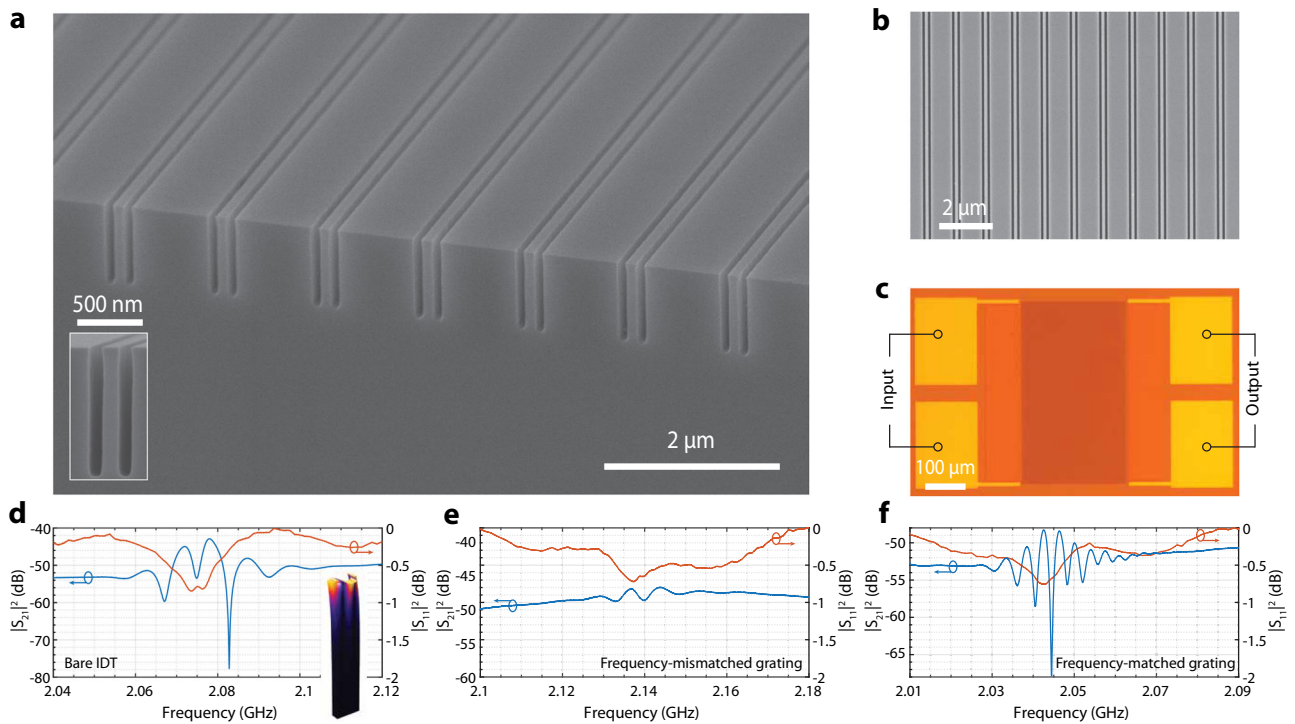 a
500 nm
2 μm
b
2 μm
c
Input
Output
100 μm
d
-40
-50
-60
-70
-80
|S21|² (dB)
0
-0.5
-1
-1.5
-2
|S11|² (dB)
Bare IDT
2.04
2.06
2.08
2.1
2.12
Frequency (GHz)
e
-40
-45
-50
-55
-60
|S21|² (dB)
0
-0.5
-1
-1.5
-2
|S11|² (dB)
Frequency-mismatched grating
2.1
2.12
2.14
2.16
2.18
Frequency (GHz)
f
-50
-55
-60
-65
|S21|² (dB)
0
-0.5
-1
-1.5
-2
|S11|² (dB)
Frequency-matched grating
2.01
2.03
2.05
2.07
2.09
Frequency (GHz)